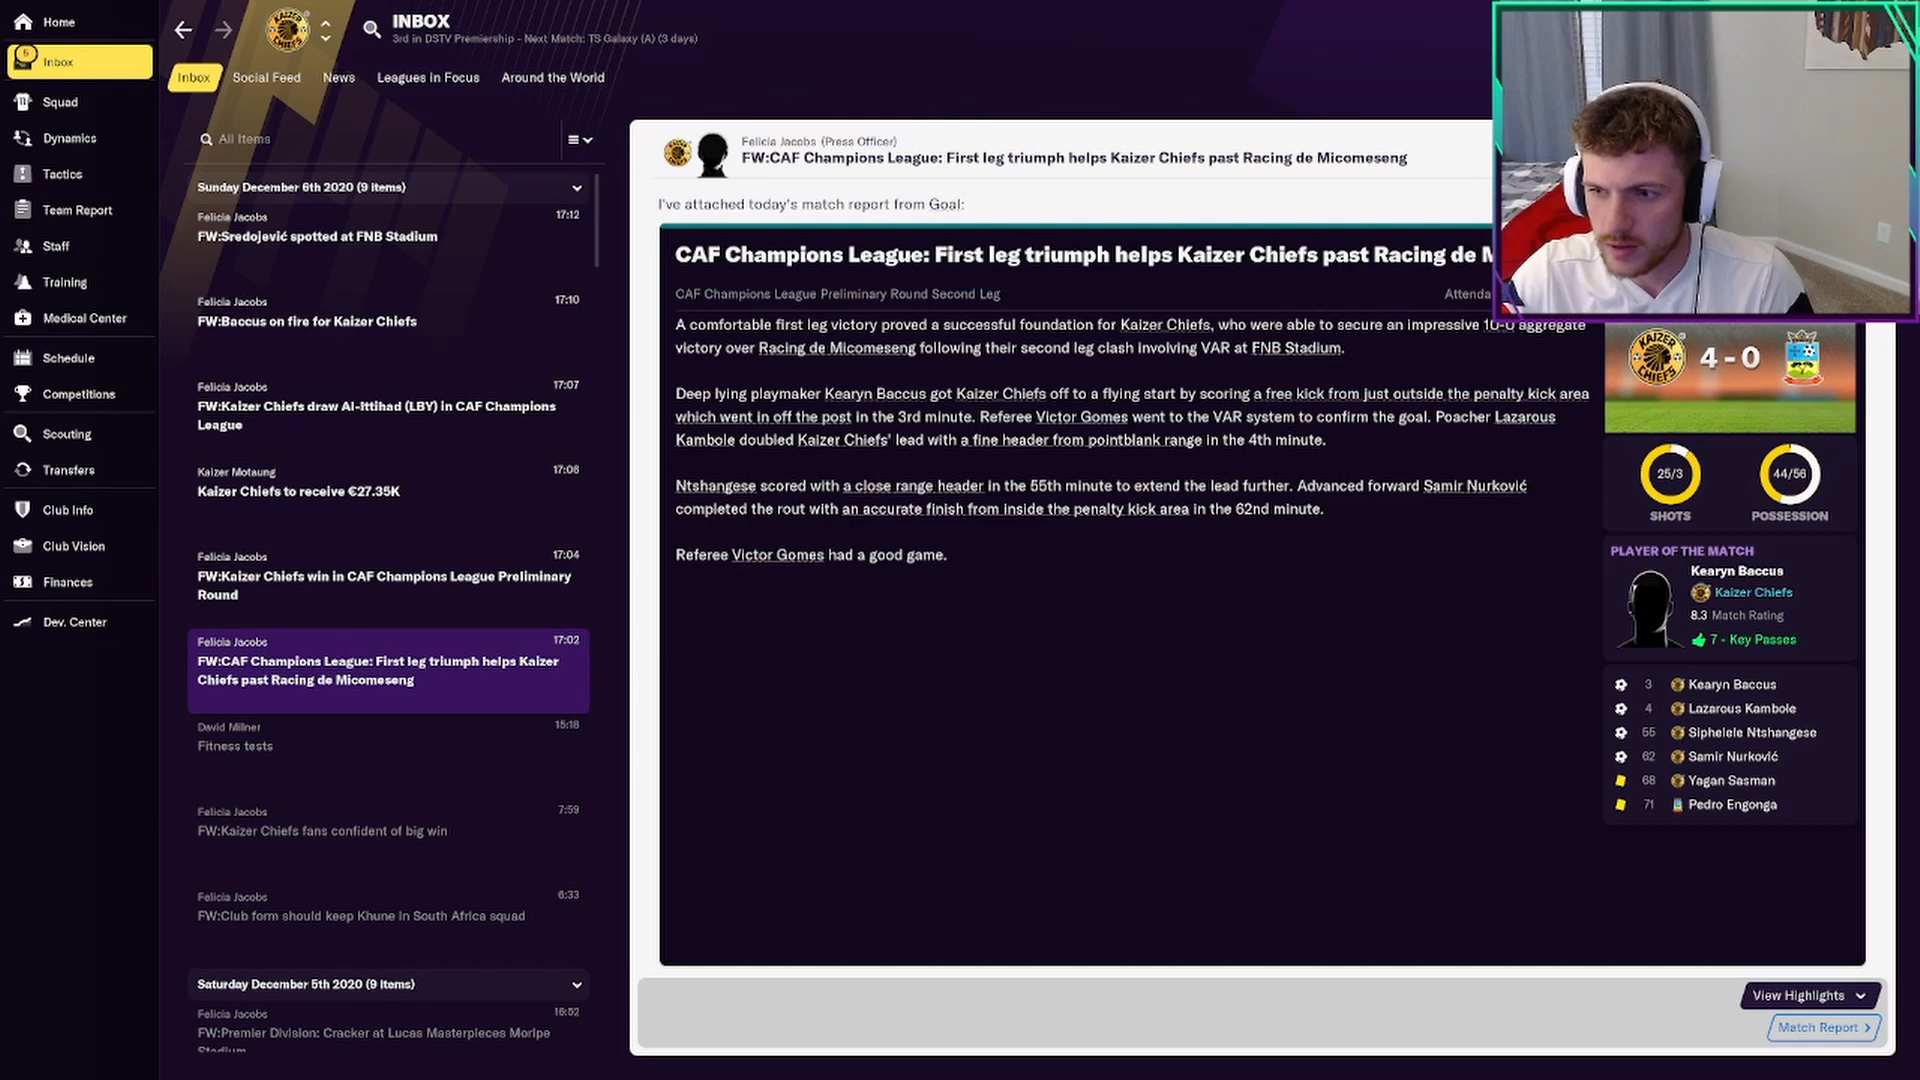 Home
6
Inbox
Squad
Dynamics
Tactics
Team Report
Staff
Training
Medical Center
Schedule
Competitions
Scouting
Transfers
Club Info
Club Vision
Finances
Dev. Center
INBOX
3rd in DSTV Premiership - Next Match: TS Galaxy (A) (3 days)
Inbox Social Feed News Leagues in Focus Around the World
All Items
Sunday December 6th 2020 (9 items)
Felicia Jacobs 17:12
FW:Sredojević spotted at FNB Stadium
Felicia Jacobs 17:10
FW:Baccus on fire for Kaizer Chiefs
Felicia Jacobs 17:07
FW:Kaizer Chiefs draw Al-Ittihad (LBY) in CAF Champions
League
Kaizer Motaung 17:06
Kaizer Chiefs to receive €27.35K
Felicia Jacobs 17:04
FW:Kaizer Chiefs win in CAF Champions League Preliminary
Round
Felicia Jacobs 17:02
FW:CAF Champions League: First leg triumph helps Kaizer
Chiefs past Racing de Micomeseng
David Milner 15:18
Fitness tests
Felicia Jacobs 7:59
FW:Kaizer Chiefs fans confident of big win
Felicia Jacobs 6:33
FW:Club form should keep Khune in South Africa squad
Saturday December 5th 2020 (9 items)
Felicia Jacobs 16:52
FW:Premier Division: Cracker at Lucas Masterpieces Moripe
Stadium
Felicia Jacobs (Press Officer)
FW:CAF Champions League: First leg triumph helps Kaizer Chiefs past Racing de Micomeseng
I've attached today's match report from Goal:
CAF Champions League: First leg triumph helps Kaizer Chiefs past Racing de M
CAF Champions League Preliminary Round Second Leg Attenda
A comfortable first leg victory proved a successful foundation for Kaizer Chiefs, who were able to secure an impressive 10-0 aggregate
victory over Racing de Micomeseng following their second leg clash involving VAR at FNB Stadium.
Deep lying playmaker Kearyn Baccus got Kaizer Chiefs off to a flying start by scoring a free kick from just outside the penalty kick area
which went in off the post in the 3rd minute. Referee Victor Gomes went to the VAR system to confirm the goal. Poacher Lazarous
Kambole doubled Kaizer Chiefs' lead with a fine header from pointblank range in the 4th minute.
Ntshangese scored with a close range header in the 55th minute to extend the lead further. Advanced forward Samir Nurković
completed the rout with an accurate finish from inside the penalty kick area in the 62nd minute.
Referee Victor Gomes had a good game.
KAIZER
CHIEFS
4 - 0
25/3 44/56
SHOTS POSSESSION
PLAYER OF THE MATCH
Kearyn Baccus
Kaizer Chiefs
8.3 Match Rating
7 - Key Passes
3 Kearyn Baccus
4 Lazarous Kambole
55 Siphelele Ntshangese
62 Samir Nurković
68 Yagan Sasman
71 Pedro Engonga
View Highlights
Match Report